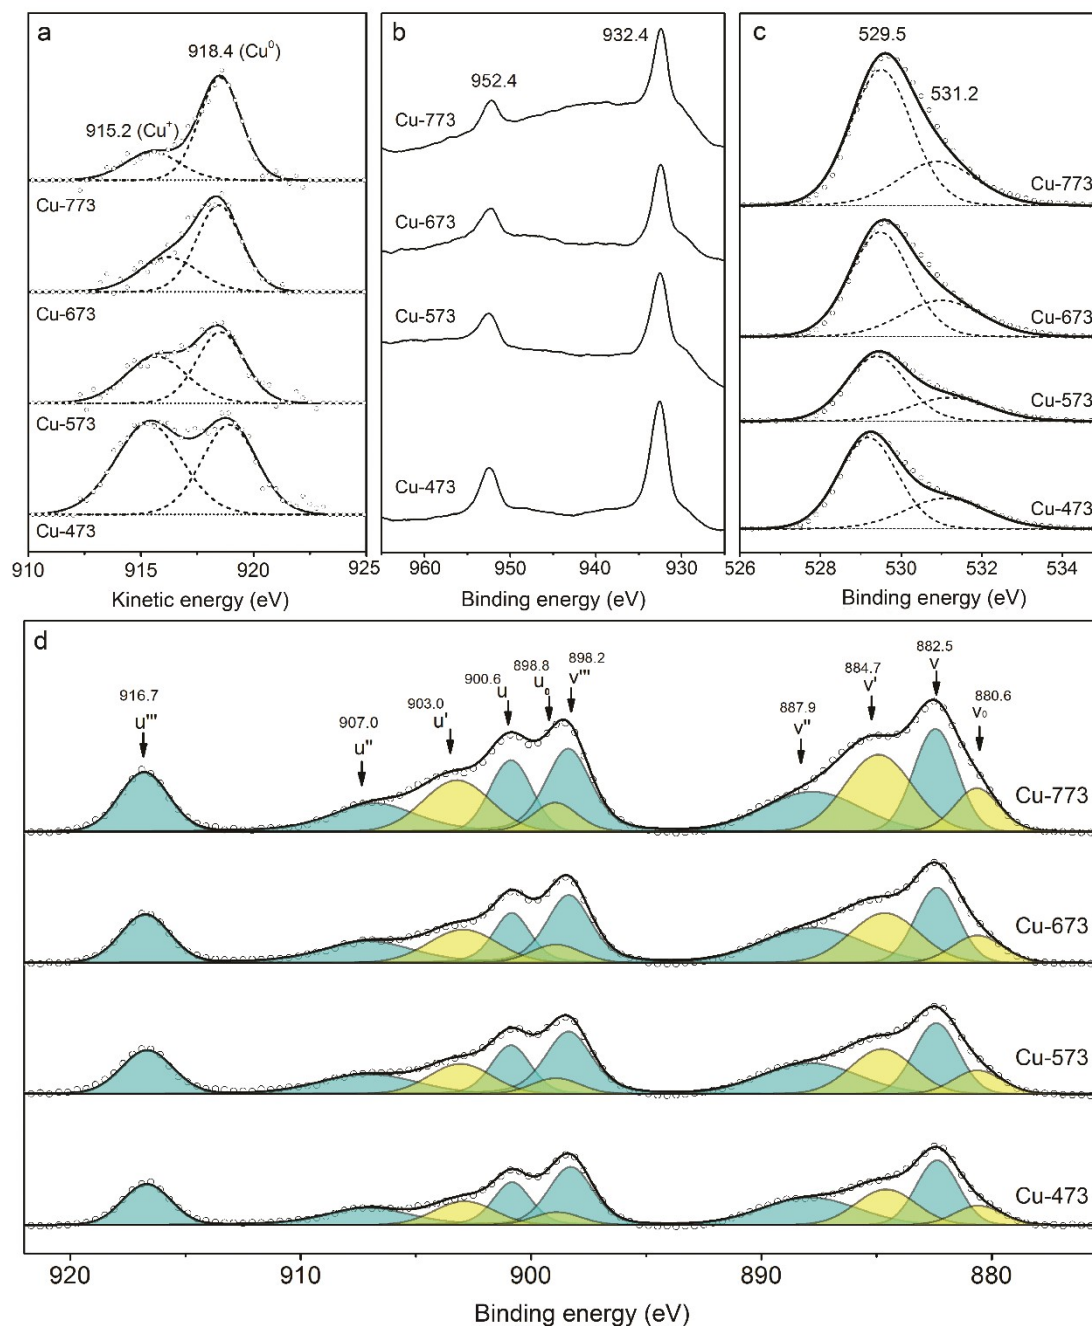 a
918.4 (Cu⁰)
915.2 (Cu⁺)
Cu-773
Cu-673
Cu-573
Cu-473
910 915 920 925
Kinetic energy (eV)
b
932.4
952.4
Cu-773
Cu-673
Cu-573
Cu-473
960 950 940 930
Binding energy (eV)
c
529.5
531.2
Cu-773
Cu-673
Cu-573
Cu-473
526 528 530 532 534
Binding energy (eV)
d
916.7
u'''
907.0
u''
903.0
u'
900.6
u
898.8
u₀
898.2
v'''
887.9
v''
884.7
v'
882.5
v
880.6
v₀
Cu-773
Cu-673
Cu-573
Cu-473
920 910 900 890 880
Binding energy (eV)